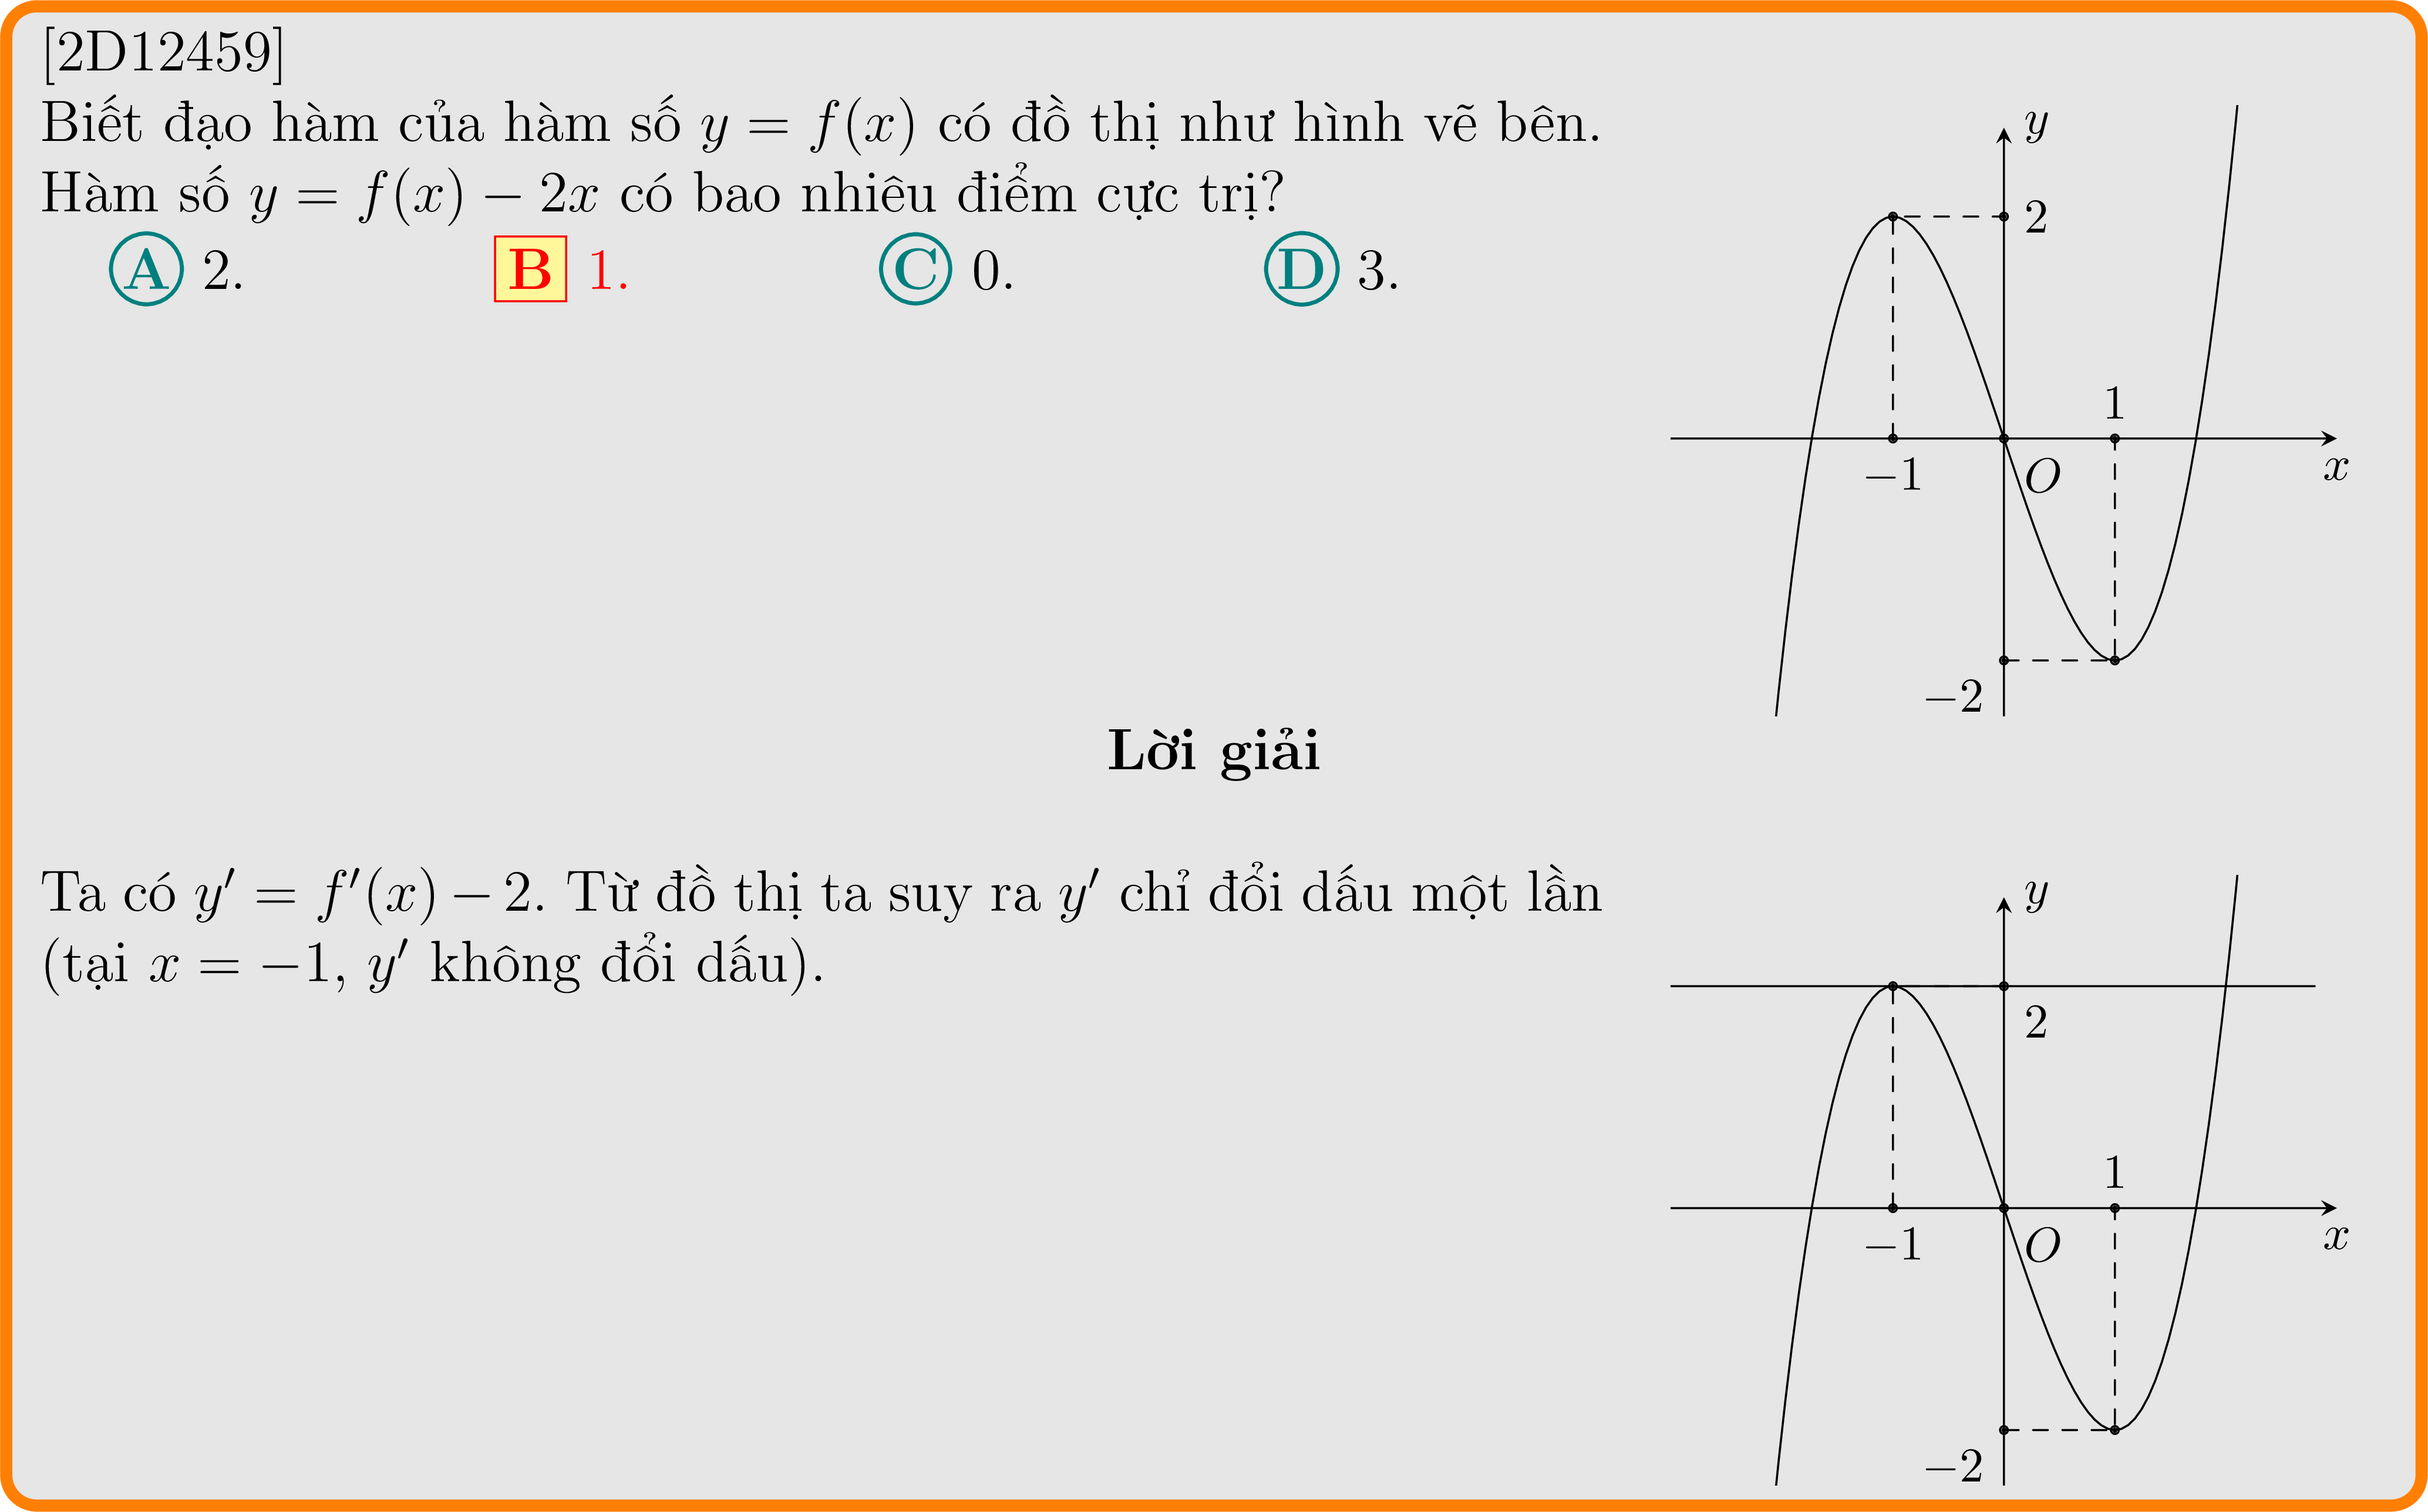 [2D12459]
Biết đạo hàm của hàm số y = f(x) có đồ thị như hình vẽ bên.
Hàm số y = f(x) − 2x có bao nhiêu điểm cực trị?
A 2. B 1. C 0. D 3.
y
2
1
−1 O x
−2
Lời giải
Ta có y′ = f′(x) − 2. Từ đồ thị ta suy ra y′ chỉ đổi dấu một lần
(tại x = −1, y′ không đổi dấu).
y
2
1
−1 O x
−2